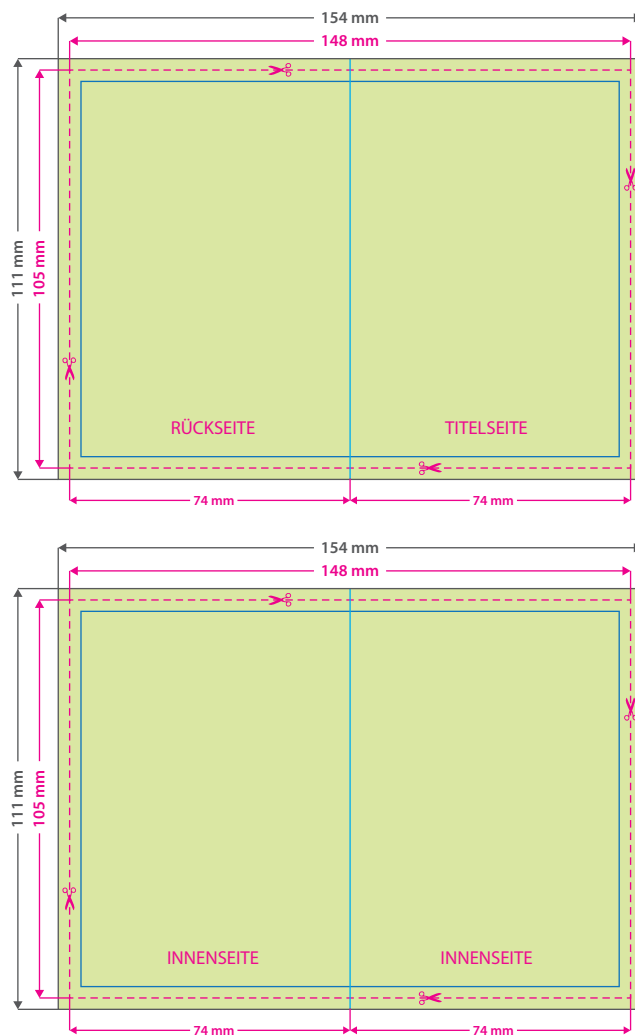 154 mm
148 mm
111 mm
105 mm
RÜCKSEITE
TITELSEITE
74 mm
74 mm
154 mm
148 mm
111 mm
105 mm
INNENSEITE
INNENSEITE
74 mm
74 mm